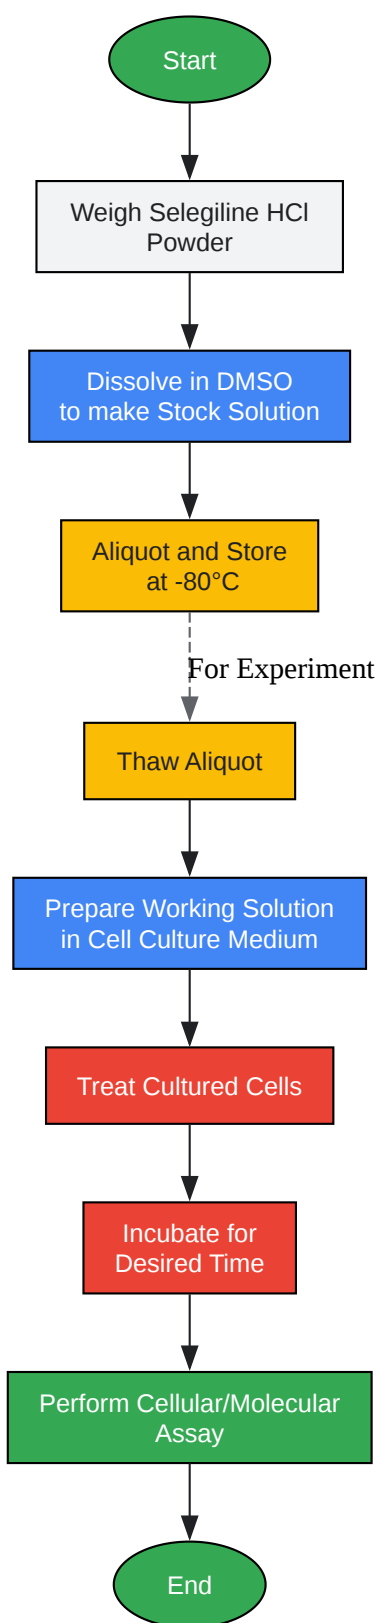 Start
Weigh Selegiline HCl
Powder
Dissolve in DMSO
to make Stock Solution
Aliquot and Store
at -80°C
For Experiment
Thaw Aliquot
Prepare Working Solution
in Cell Culture Medium
Treat Cultured Cells
Incubate for
Desired Time
Perform Cellular/Molecular
Assay
End